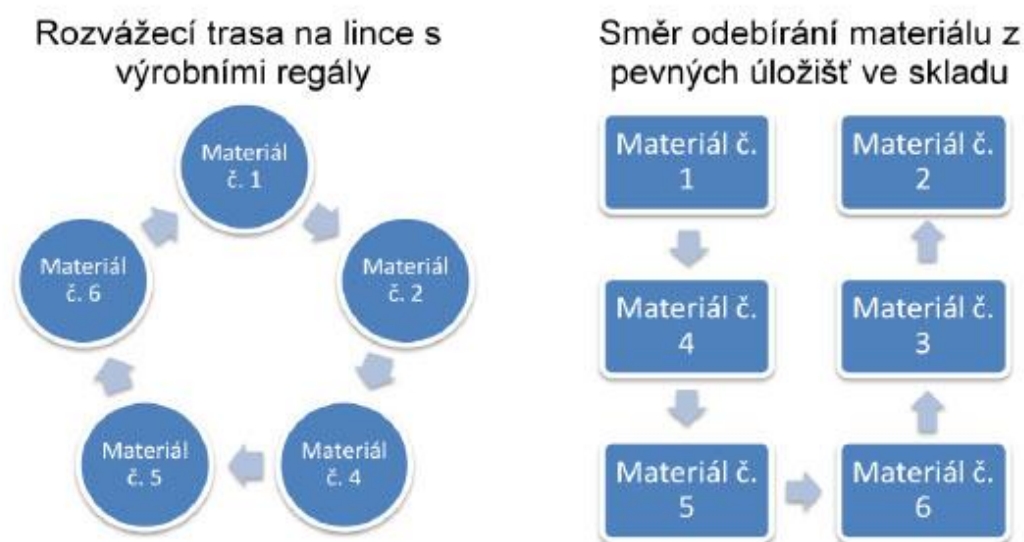 Rozvážecí trasa na lince s
výrobními regály
Materiál
č. 1
Materiál
č. 2
Materiál
č. 4
Materiál
č. 5
Materiál
č. 6
Směr odebírání materiálu z
pevných úložišť ve skladu
Materiál č.
1
Materiál č.
4
Materiál č.
5
Materiál č.
6
Materiál č.
3
Materiál č.
2